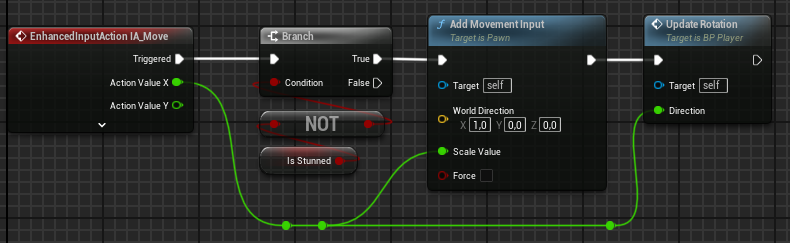 EnhancedInputAction IA_Move
Triggered
Action Value X
Action Value Y
Branch
True
Condition
False
NOT
Is Stunned
Add Movement Input
Target is Pawn
Target self
World Direction
X 1,0 Y 0,0 Z 0,0
Scale Value
Force
Update Rotation
Target is BP Player
Target self
Direction